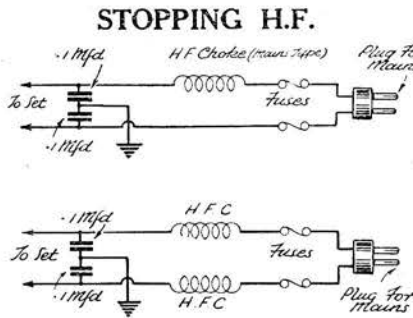 STOPPING H.F.
.1 Mfd
H F Choke (Mains Type)
Plug Fo
Mains
To Set
Fuses
.1 Mfd
.1 Mfd
H.F.C
To Set
Fuses
.1 Mfd
H.F.C
Plug For
Mains